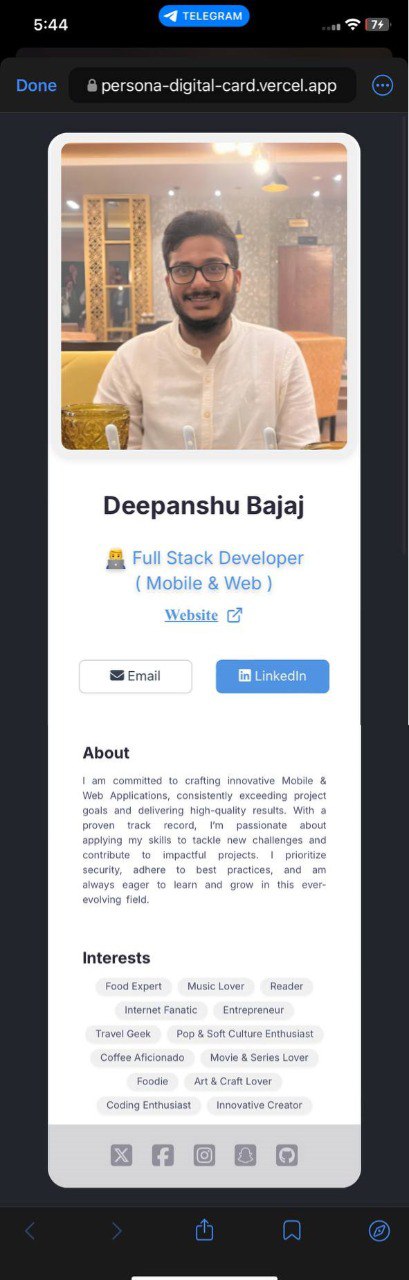 5:44
TELEGRAM
74
Done
persona-digital-card.vercel.app
Deepanshu Bajaj
Full Stack Developer
( Mobile & Web )
Website
Email
LinkedIn
About
I am committed to crafting innovative Mobile &
Web Applications, consistently exceeding project
goals and delivering high-quality results. With a
proven track record, I'm passionate about
applying my skills to tackle new challenges and
contribute to impactful projects. I prioritize
security, adhere to best practices, and am
always eager to learn and grow in this ever-
evolving field.
Interests
Food Expert
Music Lover
Reader
Internet Fanatic
Entrepreneur
Travel Geek
Pop & Soft Culture Enthusiast
Coffee Aficionado
Movie & Series Lover
Foodie
Art & Craft Lover
Coding Enthusiast
Innovative Creator